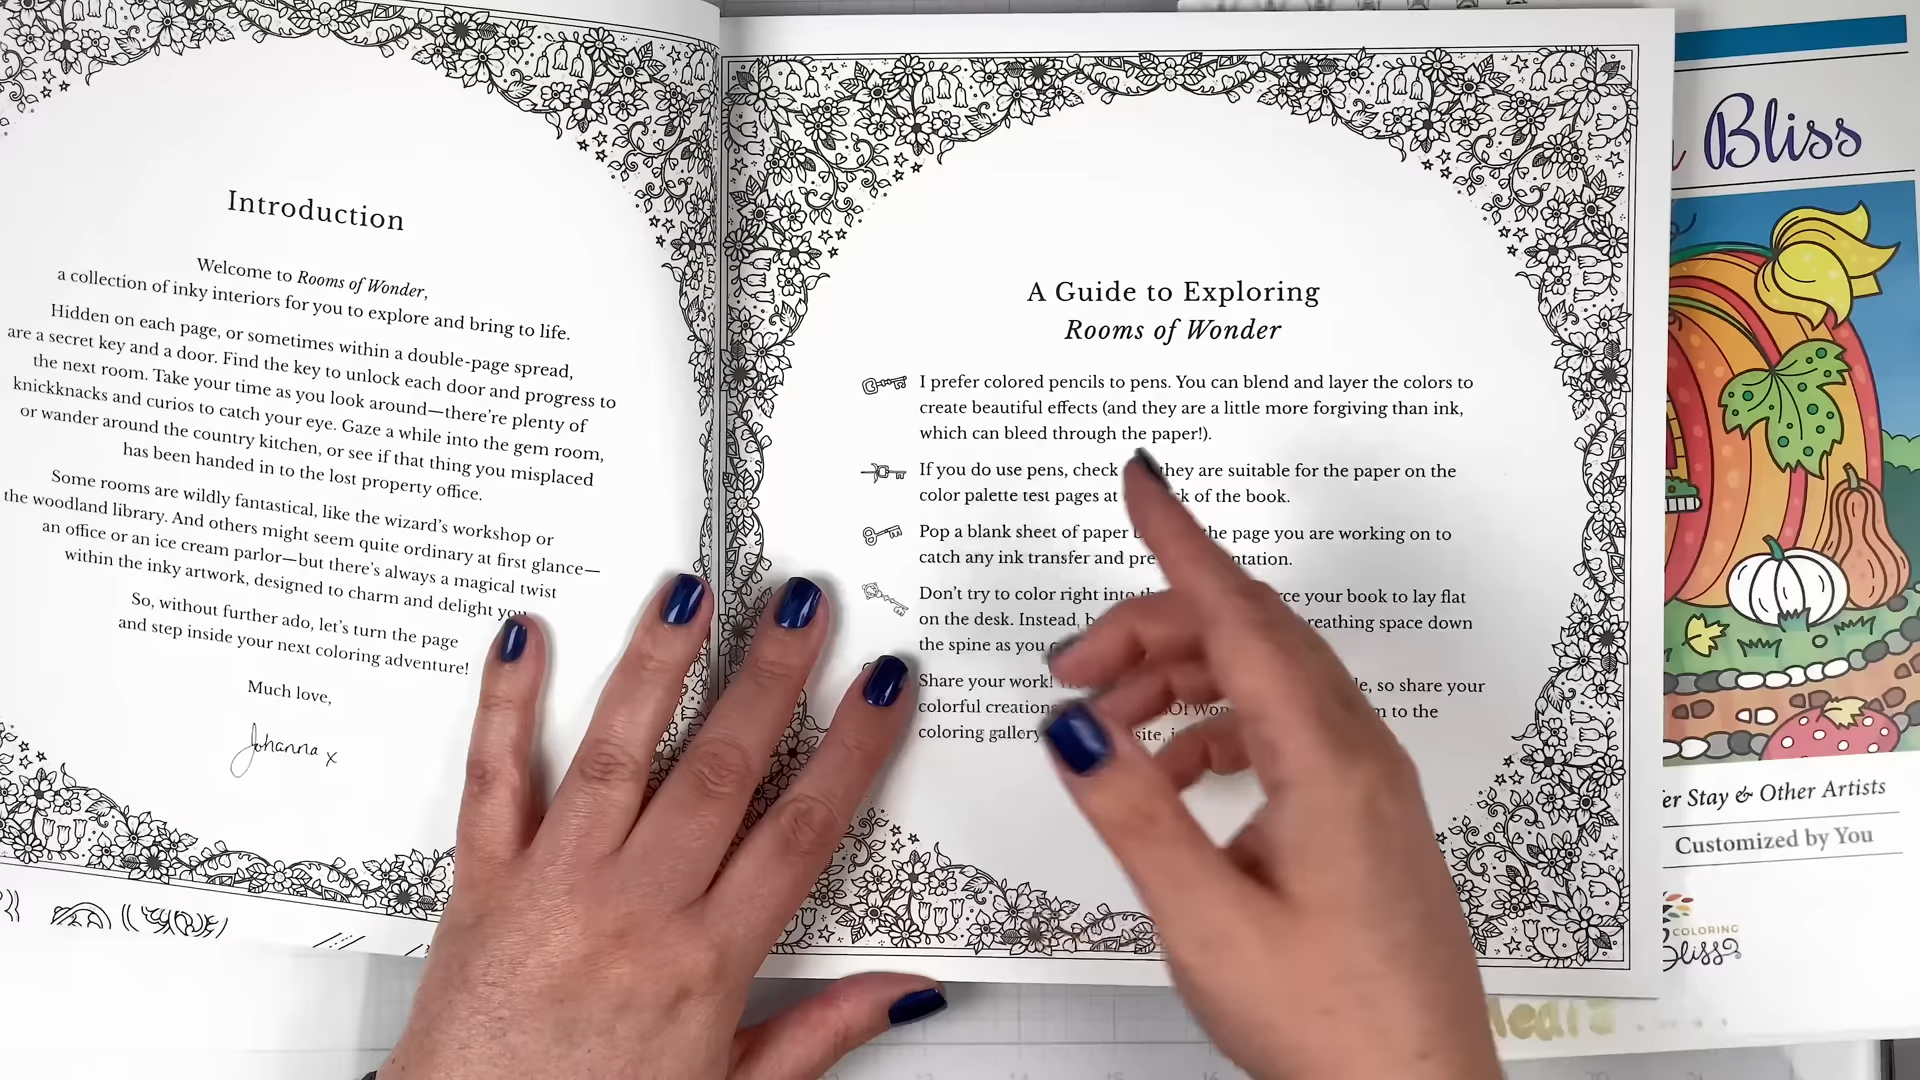 Introduction
Welcome to Rooms of Wonder,
a collection of inky interiors for you to explore and bring to life.
Hidden on each page, or sometimes within a double-page spread,
are a secret key and a door. Find the key to unlock each door and progress to
the next room. Take your time as you look around—there're plenty of
knickknacks and curios to catch your eye. Gaze a while into the gem room,
or wander around the country kitchen, or see if that thing you misplaced
has been handed in to the lost property office.
Some rooms are wildly fantastical, like the wizard's workshop or
the woodland library. And others might seem quite ordinary at first glance—
an office or an ice cream parlor—but there's always a magical twist
within the inky artwork, designed to charm and delight you.
So, without further ado, let's turn the page
and step inside your next coloring adventure!
Much love,
Johanna x
A Guide to Exploring
Rooms of Wonder
I prefer colored pencils to pens. You can blend and layer the colors to
create beautiful effects (and they are a little more forgiving than ink,
which can bleed through the paper!).
If you do use pens, check they are suitable for the paper on the
color palette test pages at of the book.
Pop a blank sheet of paper the page you are working on to
catch any ink transfer and
Don't try to color right into your book to lay flat
on the desk. Instead, breathing space down
the spine as you
Share your work! so share your
colorful creations to the
coloring gallery
Bliss
Stay & Other Artists
Customized by You
COLORING
Bliss